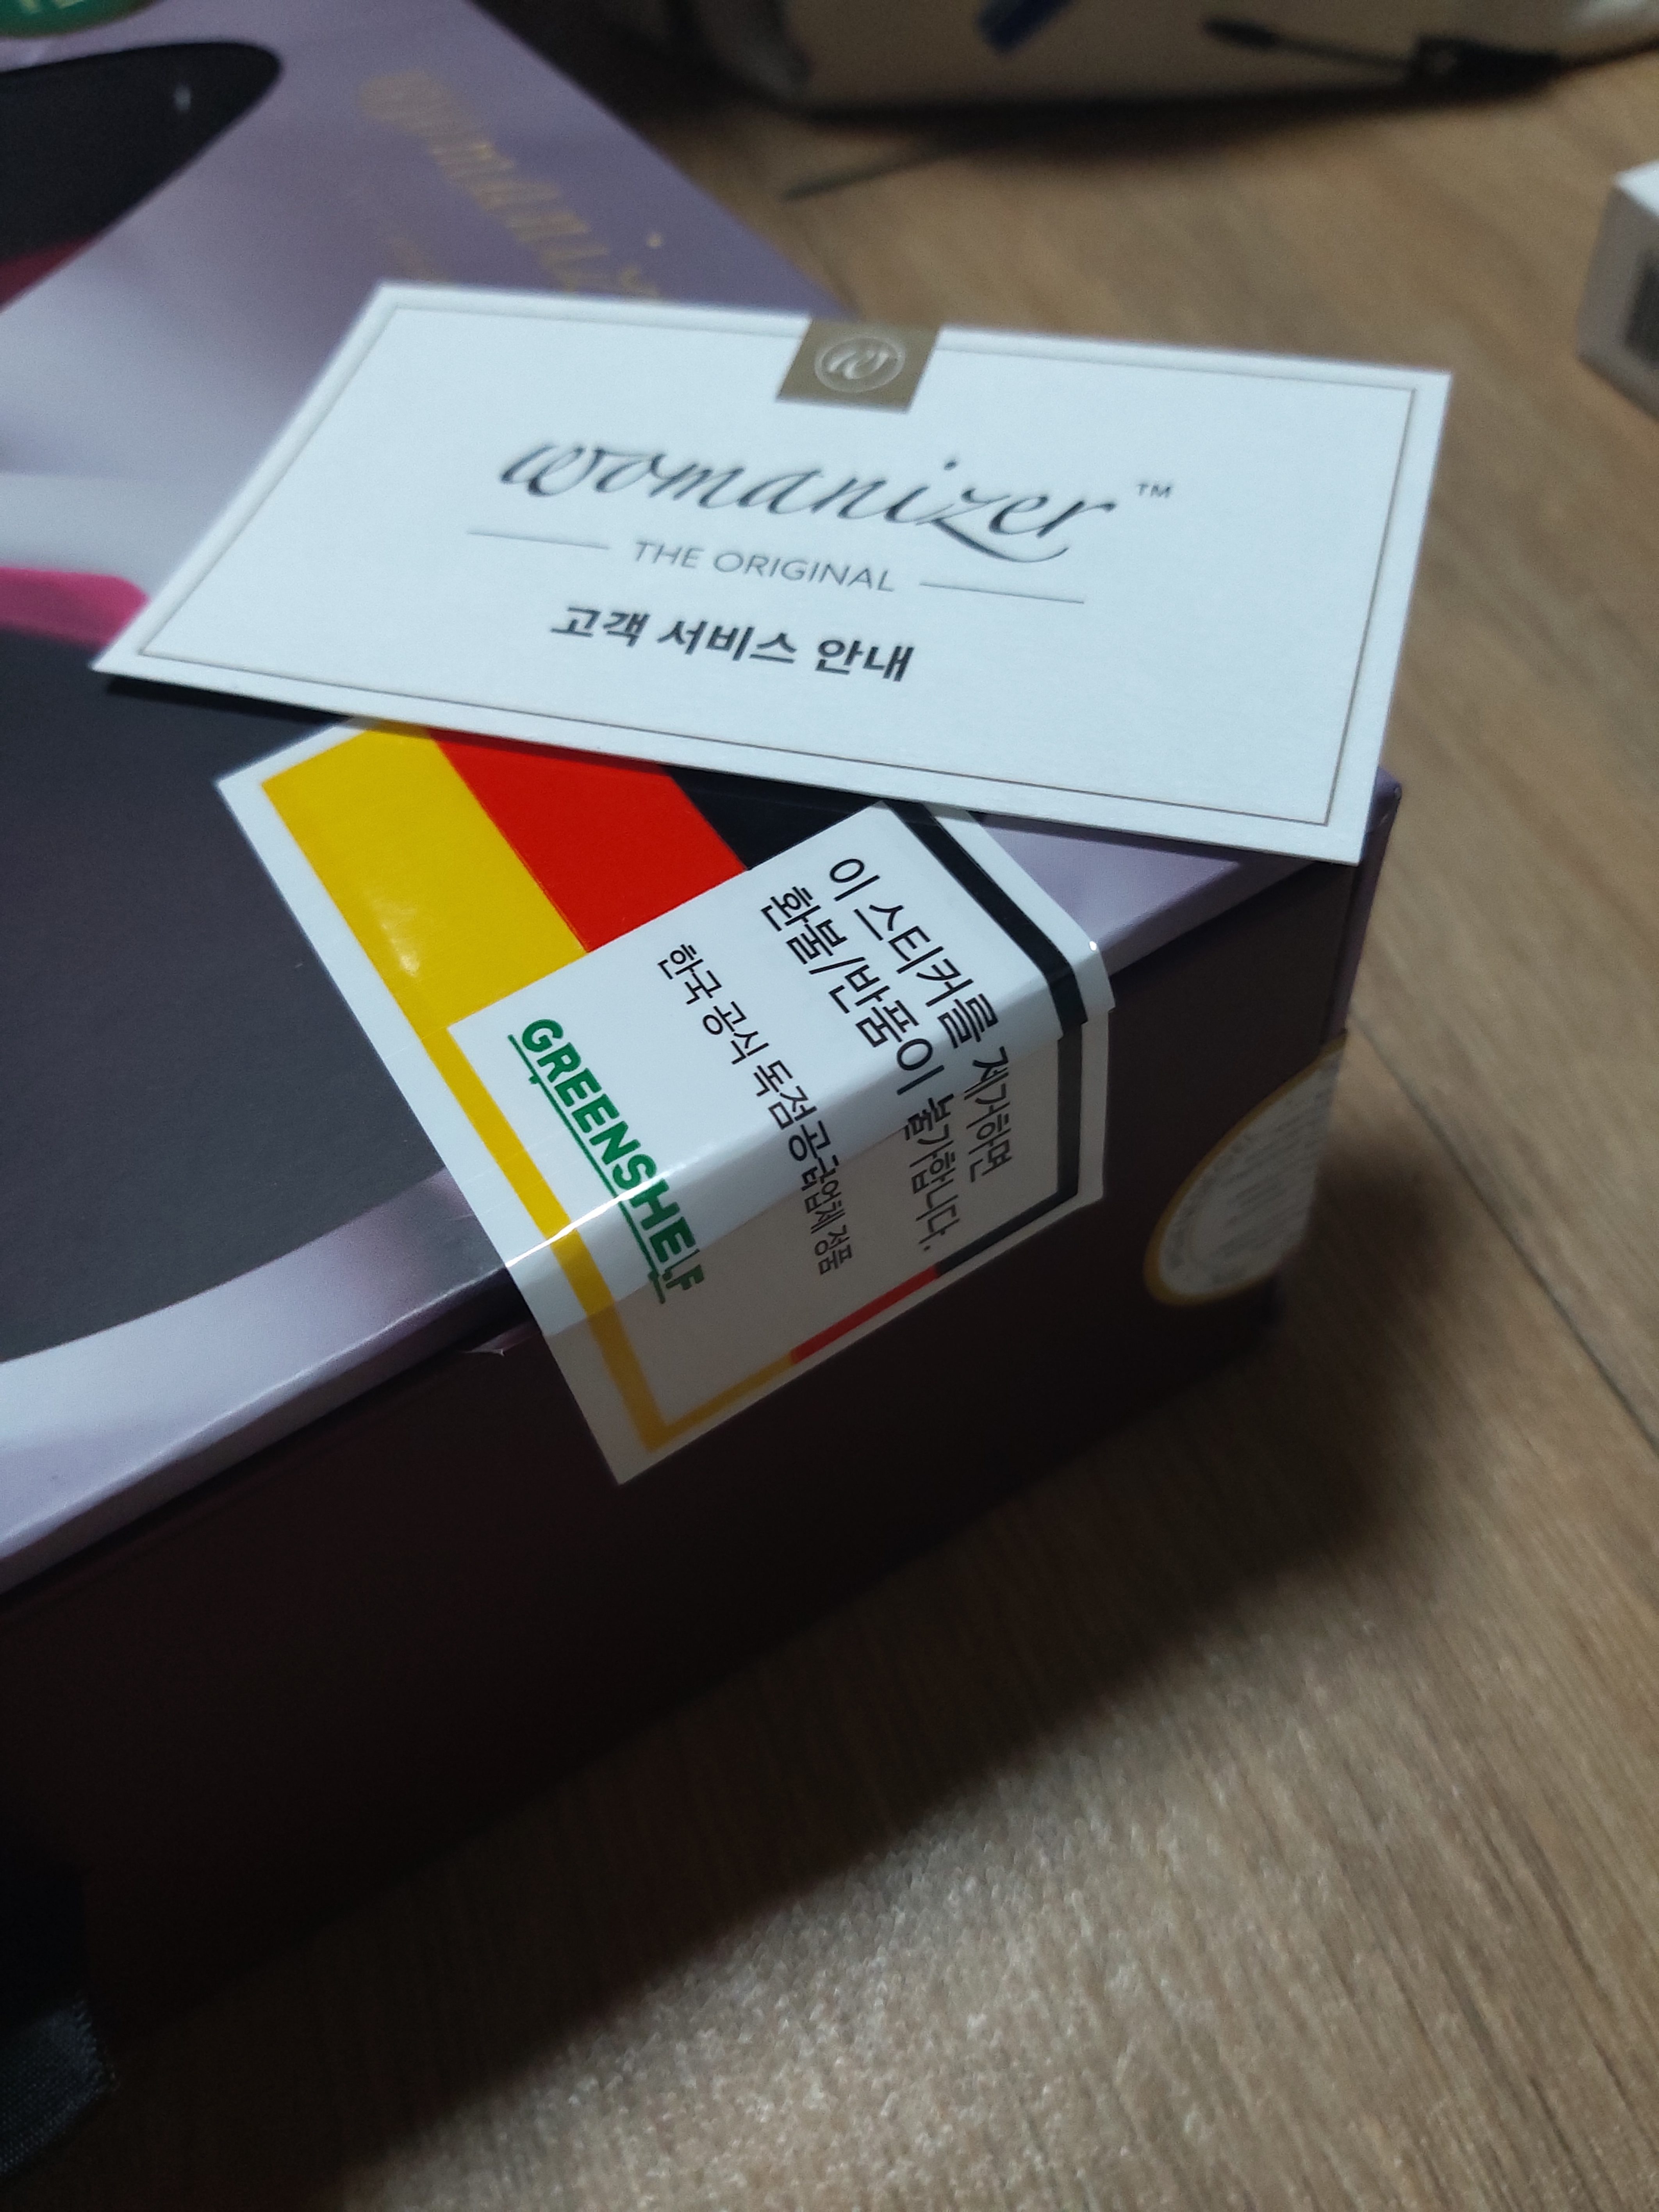 womanizer™
THE ORIGINAL
고객 서비스 안내
이 스티커를 제거하면
환불/반품이 불가합니다.
한국 공식 독점공급업체 정품
GREENSHELF